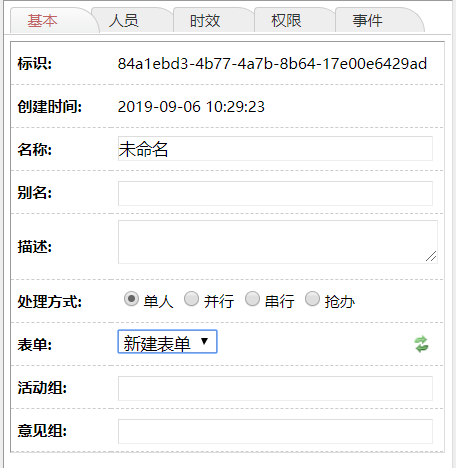 基本 人员 时效 权限 事件
标识: 84a1ebd3-4b77-4a7b-8b64-17e00e6429ad
创建时间: 2019-09-06 10:29:23
名称: 未命名
别名:
描述:
处理方式: 单人 并行 串行 抢办
表单: 新建表单
活动组:
意见组: